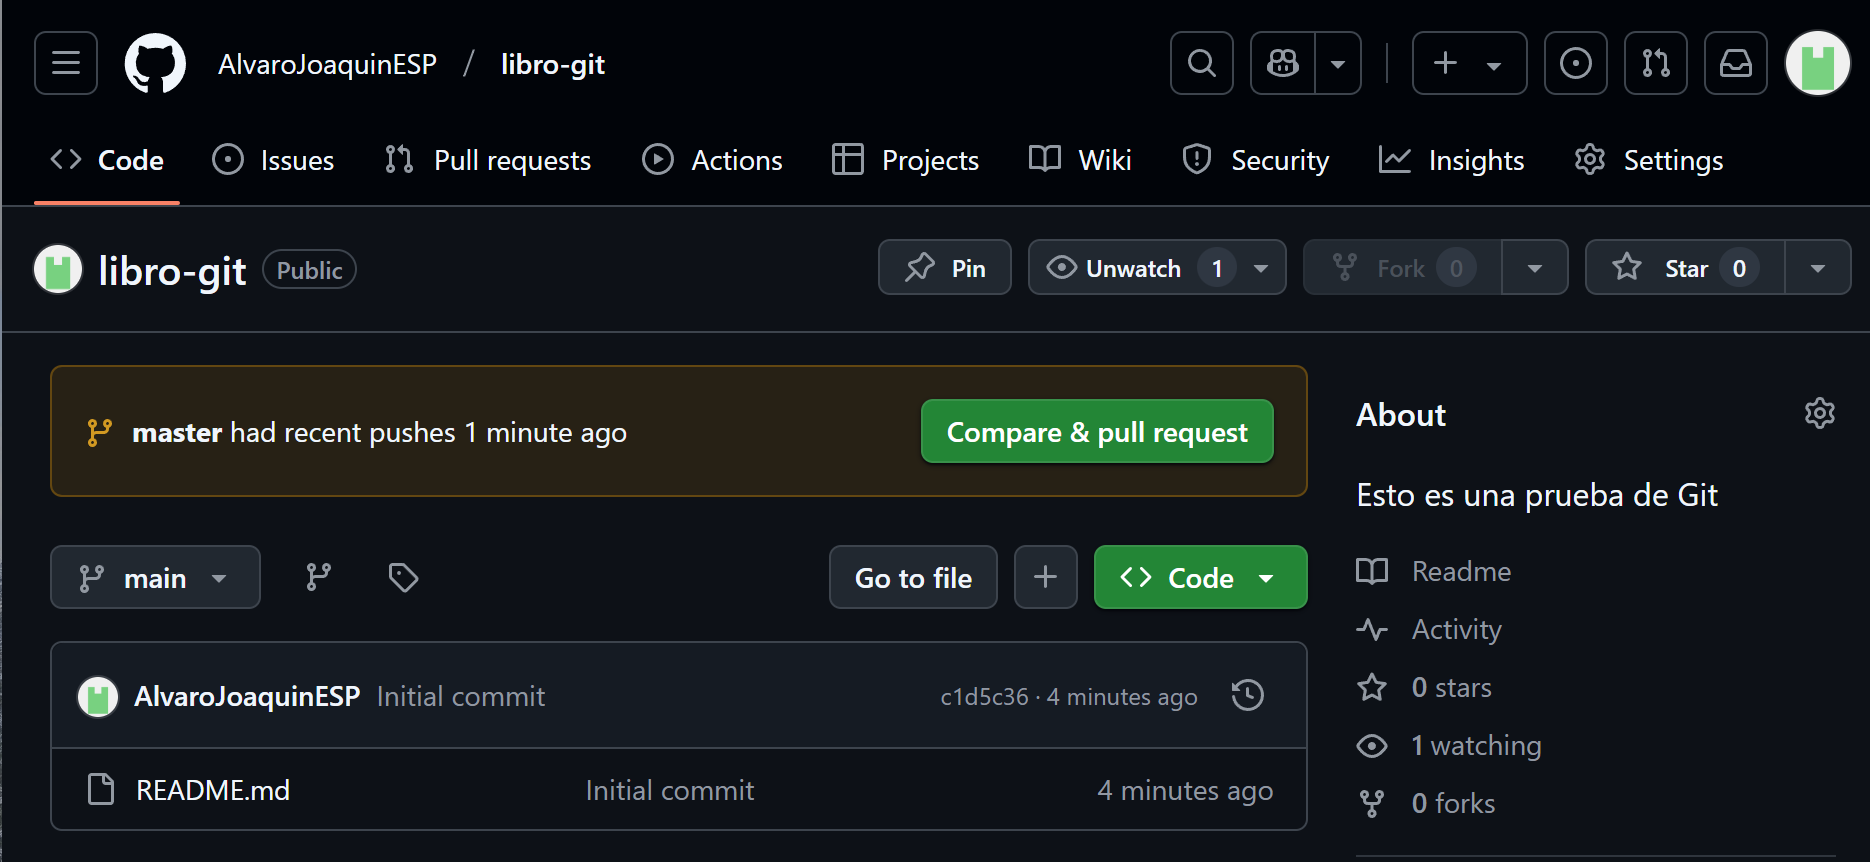 AlvaroJoaquinESP / libro-git
Code Issues Pull requests Actions Projects Wiki Security Insights Settings
libro-git Public Pin Unwatch 1 Fork 0 Star 0
master had recent pushes 1 minute ago Compare & pull request
main Go to file Code
AlvaroJoaquinESP Initial commit c1d5c36 · 4 minutes ago
README.md Initial commit 4 minutes ago
About
Esto es una prueba de Git
Readme
Activity
0 stars
1 watching
0 forks